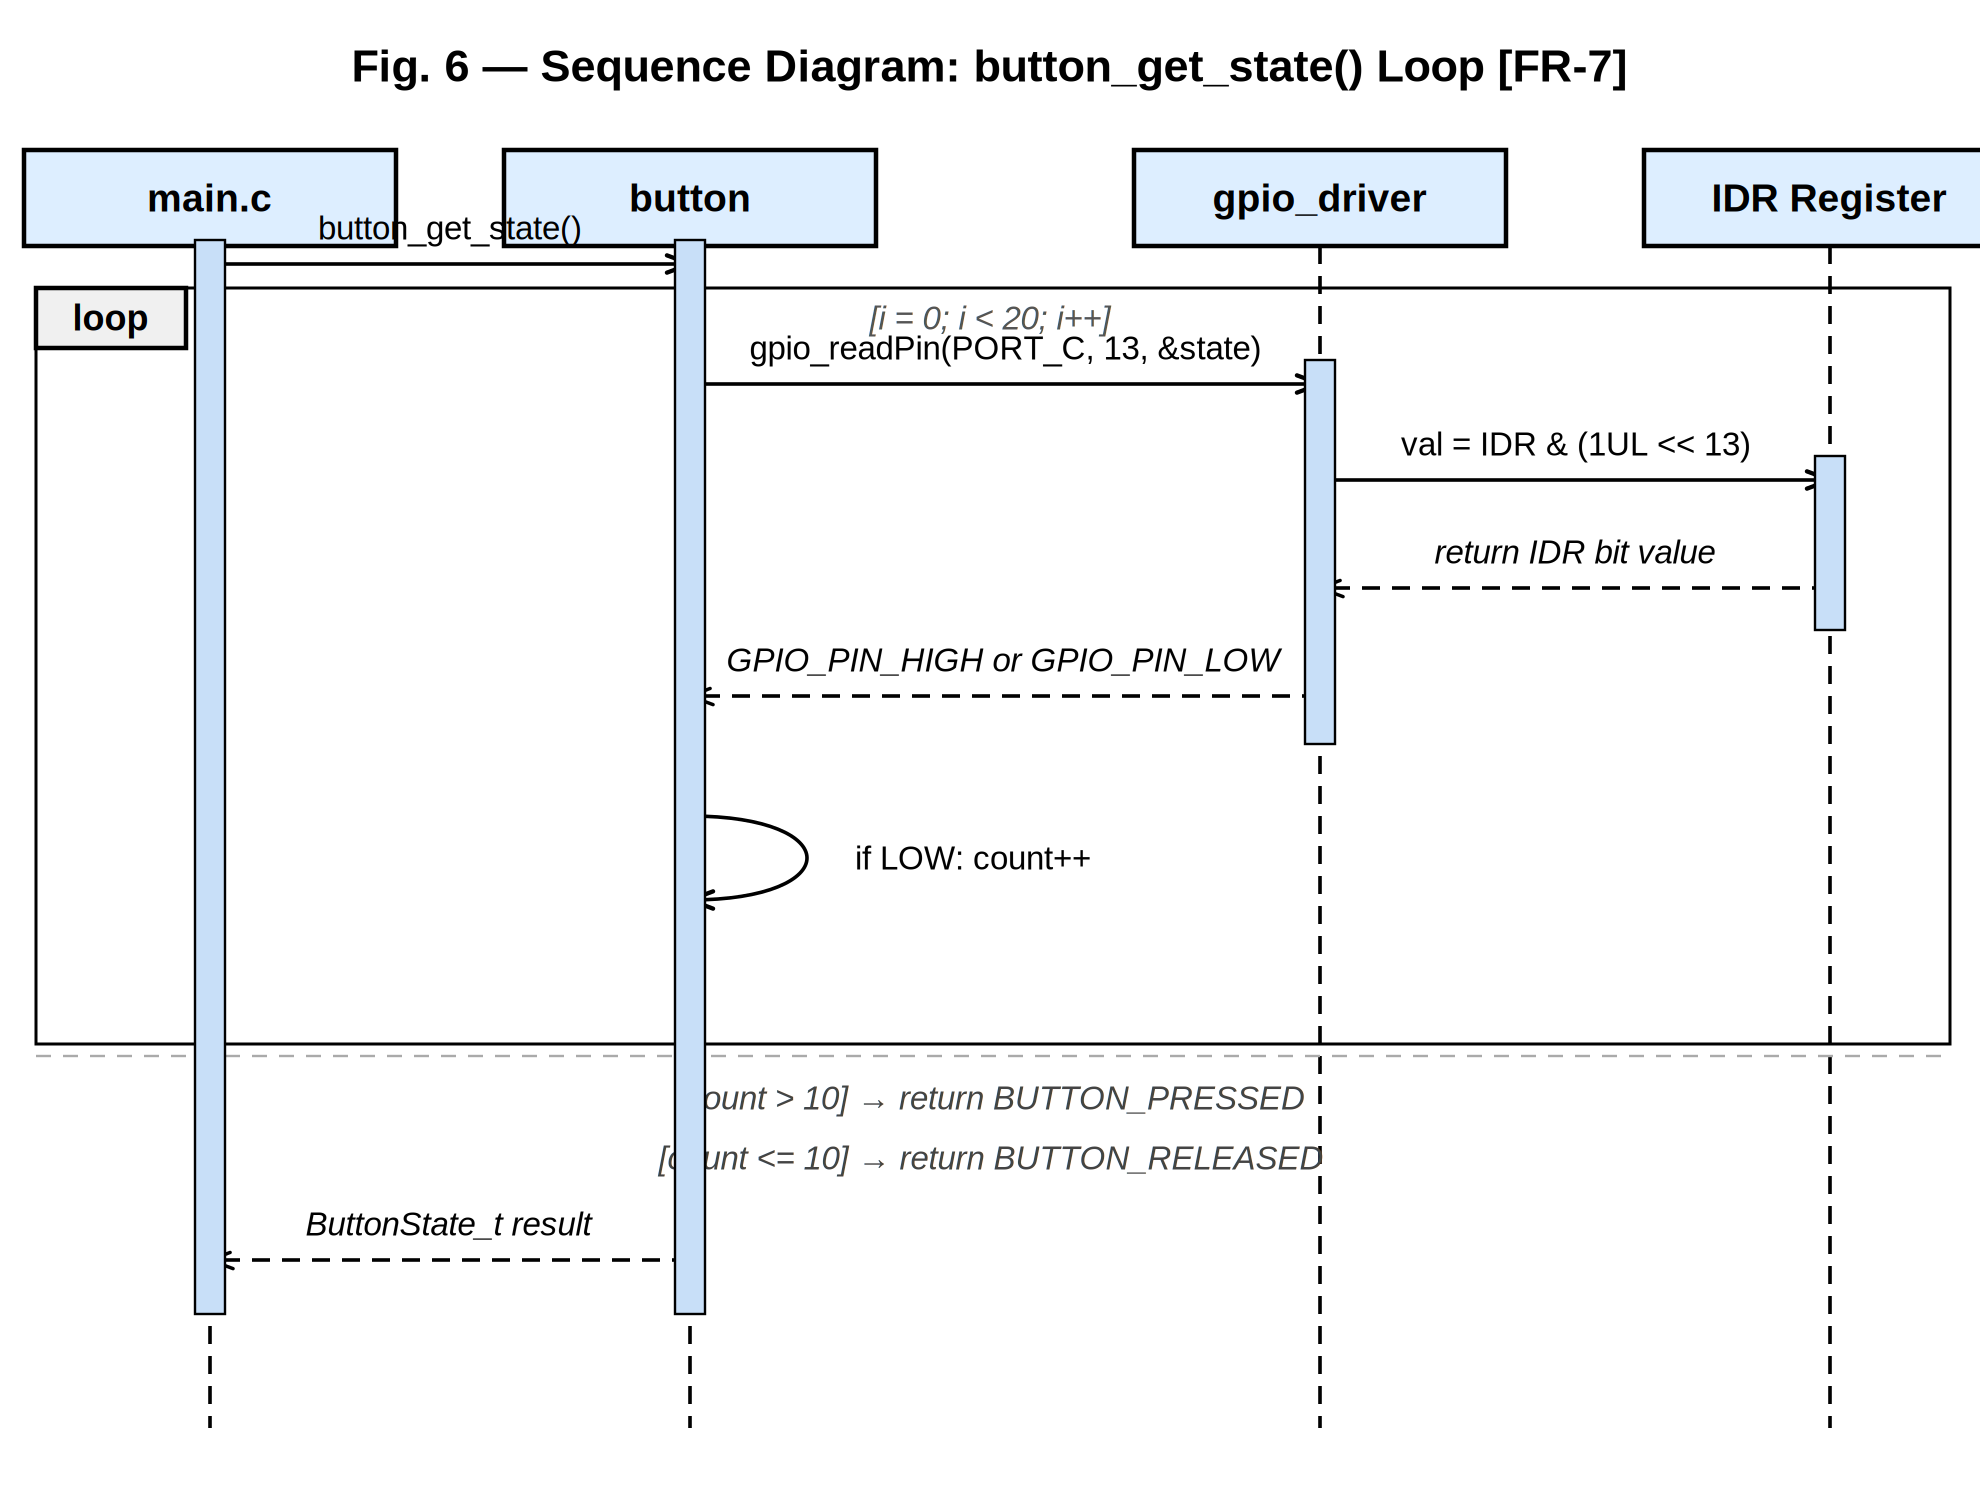 Fig. 6 — Sequence Diagram: button_get_state() Loop [FR-7]
main.c
button
gpio_driver
IDR Register
button_get_state()
loop
[i = 0; i < 20; i++]
gpio_readPin(PORT_C, 13, &state)
val = IDR & (1UL << 13)
return IDR bit value
GPIO_PIN_HIGH or GPIO_PIN_LOW
if LOW: count++
ount > 10] → return BUTTON_PRESSED
[count <= 10] → return BUTTON_RELEASED
ButtonState_t result